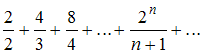 2/2 + 4/3 + 8/4 + ... + 2^n/(n+1) + ...